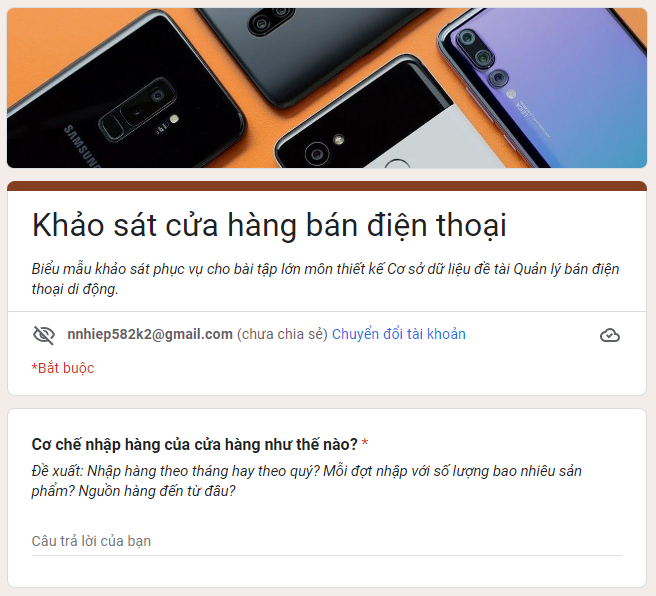 SAMSUNG
Khảo sát cửa hàng bán điện thoại
Biểu mẫu khảo sát phục vụ cho bài tập lớn môn thiết kế Cơ sở dữ liệu đề tài Quản lý bán điện
thoại di động.
nnhiep582k2@gmail.com (chưa chia sẻ) Chuyển đổi tài khoản
*Bắt buộc
Cơ chế nhập hàng của cửa hàng như thế nào? *
Đề xuất: Nhập hàng theo tháng hay theo quý? Mỗi đợt nhập với số lượng bao nhiêu sản
phẩm? Nguồn hàng đến từ đâu?
Câu trả lời của bạn